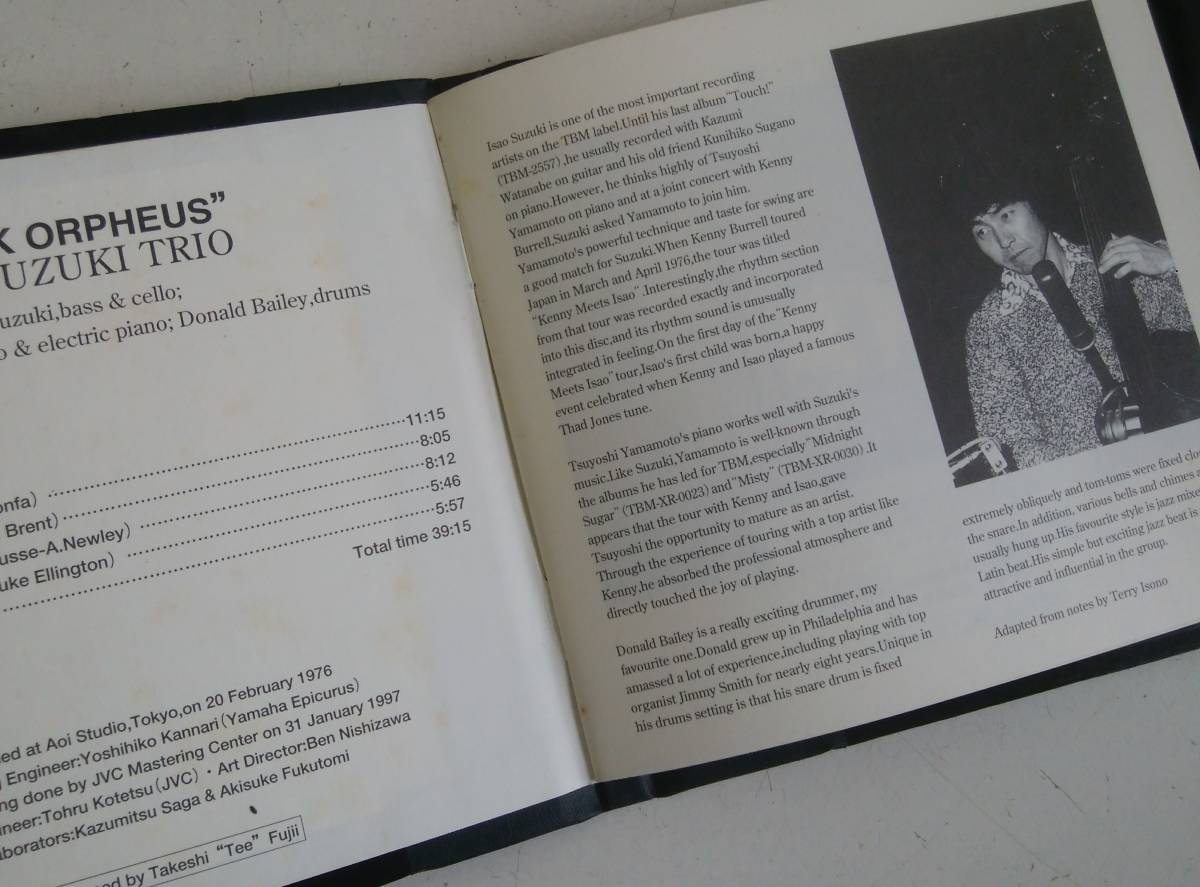 K ORPHEUS”
UZUKI TRIO
uzuki,bass & cello;
o & electric piano; Donald Bailey,drums
11:15
onfa) 8:05
Brent) 8:12
usse-A.Newley) 5:46
uke Ellington) 5:57
Total time 39:15
ed at Aoi Studio,Tokyo,on 20 February 1976
Engineer:Yoshihiko Kannari(Yamaha Epicurus)
ng done by JVC Mastering Center on 31 January 1997
ineer:Tohru Kotetsu(JVC)・Art Director:Ben Nishizawa
aborators:Kazumitsu Saga & Akisuke Fukutomi
ed by Takeshi “Tee” Fujii
Isao Suzuki is one of the most important recording
artists on the TBM label.Until his last album“Touch!”
(TBM-2557),he usually recorded with Kazumi
Watanabe on guitar and his old friend Kunihiko Sugano
on piano.However, he thinks highly of Tsuyoshi
Yamamoto on piano and at a joint concert with Kenny
Burrell,Suzuki asked Yamamoto to join him.
Yamamoto's powerful technique and taste for swing are
a good match for Suzuki.When Kenny Burrell toured
Japan in March and April 1976,the tour was titled
“Kenny Meets Isao”.Interestingly,the rhythm section
from that tour was recorded exactly and incorporated
into this disc,and its rhythm sound is unusually
integrated in feeling.On the first day of the“Kenny
Meets Isao”tour,Isao's first child was born,a happy
event celebrated when Kenny and Isao played a famous
Thad Jones tune.
Tsuyoshi Yamamoto's piano works well with Suzuki's
music.Like Suzuki,Yamamoto is well-known through
the albums he has led for TBM,especially“Midnight
Sugar”(TBM-XR-0023) and“Misty”(TBM-XR-0030).It
appears that the tour with Kenny and Isao,gave
Tsuyoshi the opportunity to mature as an artist.
Through the experience of touring with a top artist like
Kenny,he absorbed the professional atmosphere and
directly touched the joy of playing.
Donald Bailey is a really exciting drummer, my
favourite one.Donald grew up in Philadelphia and has
amassed a lot of experience,including playing with top
organist Jimmy Smith for nearly eight years.Unique in
his drums setting is that his snare drum is fixed
extremely obliquely and tom-toms were fixed clo
the snare.In addition, various bells and chimes a
usually hung up.His favourite style is jazz mixe
Latin beat.His simple but exciting jazz beat is
attractive and influential in the group.
Adapted from notes by Terry Isono